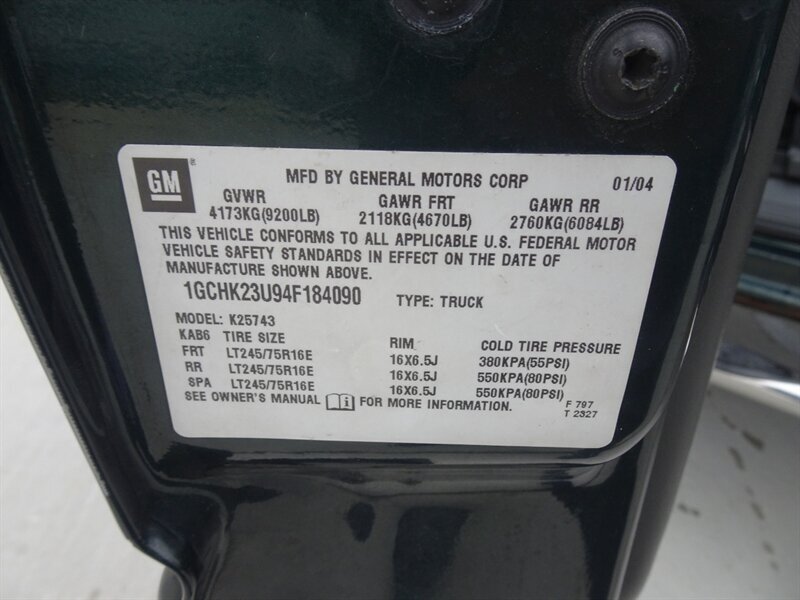 GM ® MFD BY GENERAL MOTORS CORP 01/04
GVWR GAWR FRT GAWR RR
4173KG(9200LB) 2118KG(4670LB) 2760KG(6084LB)
THIS VEHICLE CONFORMS TO ALL APPLICABLE U.S. FEDERAL MOTOR
VEHICLE SAFETY STANDARDS IN EFFECT ON THE DATE OF
MANUFACTURE SHOWN ABOVE.
1GCHK23U94F184090 TYPE: TRUCK
MODEL: K25743
KAB6 TIRE SIZE RIM COLD TIRE PRESSURE
FRT LT245/75R16E 16X6.5J 380KPA(55PSI)
RR LT245/75R16E 16X6.5J 550KPA(80PSI)
SPA LT245/75R16E 16X6.5J 550KPA(80PSI)
SEE OWNER'S MANUAL i FOR MORE INFORMATION.
F 797
T 2327